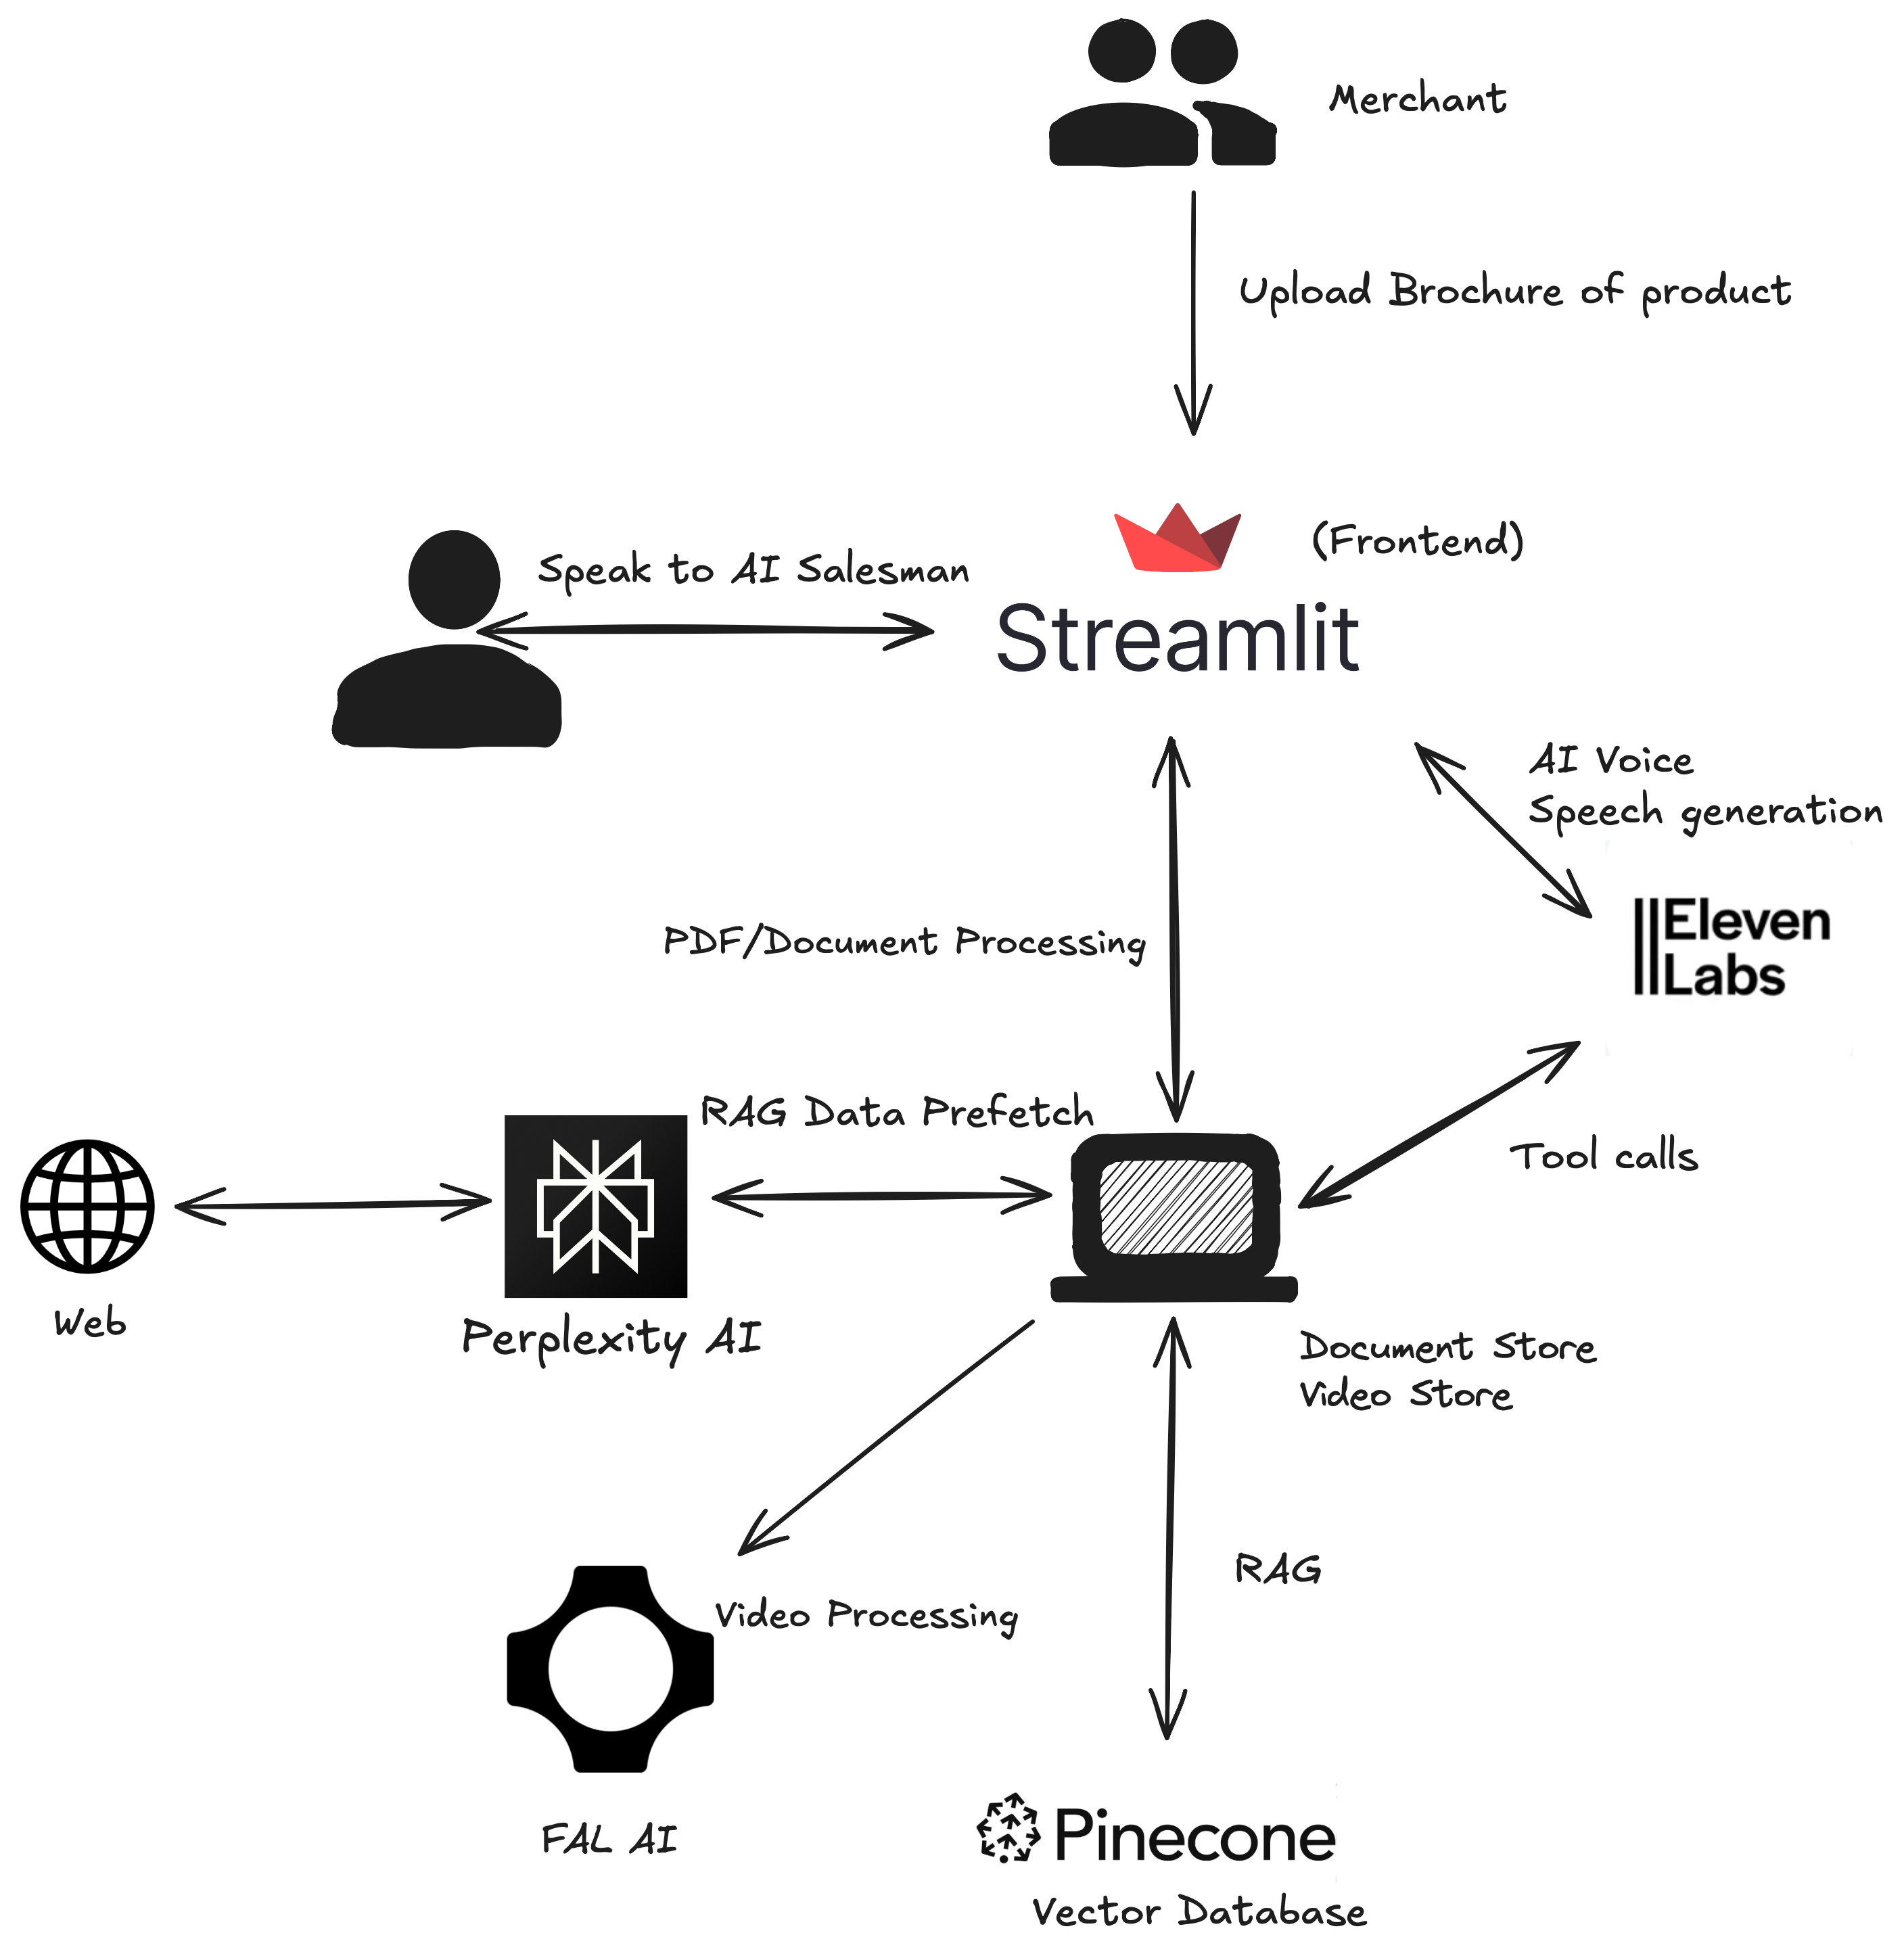 Merchant
Upload Brochure of product
(Frontend)
Speak to AI Salesman
Streamlit
AI Voice
Speech generation
PDF/Document Processing
||Eleven
Labs
RAG Data Prefetch
Tool calls
Web
Perplexity AI
Document Store
Video Store
RAG
Video Processing
FAL AI
Pinecone
Vector Database